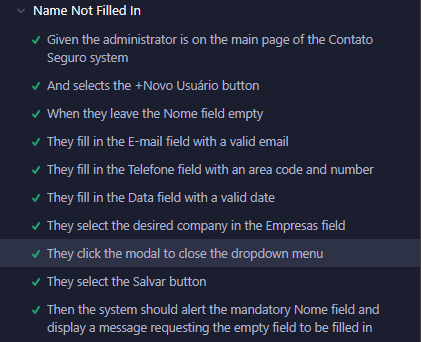 Name Not Filled In
Given the administrator is on the main page of the Contato
Seguro system
And selects the +Novo Usuário button
When they leave the Nome field empty
They fill in the E-mail field with a valid email
They fill in the Telefone field with an area code and number
They fill in the Data field with a valid date
They select the desired company in the Empresas field
They click the modal to close the dropdown menu
They select the Salvar button
Then the system should alert the mandatory Nome field and
display a message requesting the empty field to be filled in